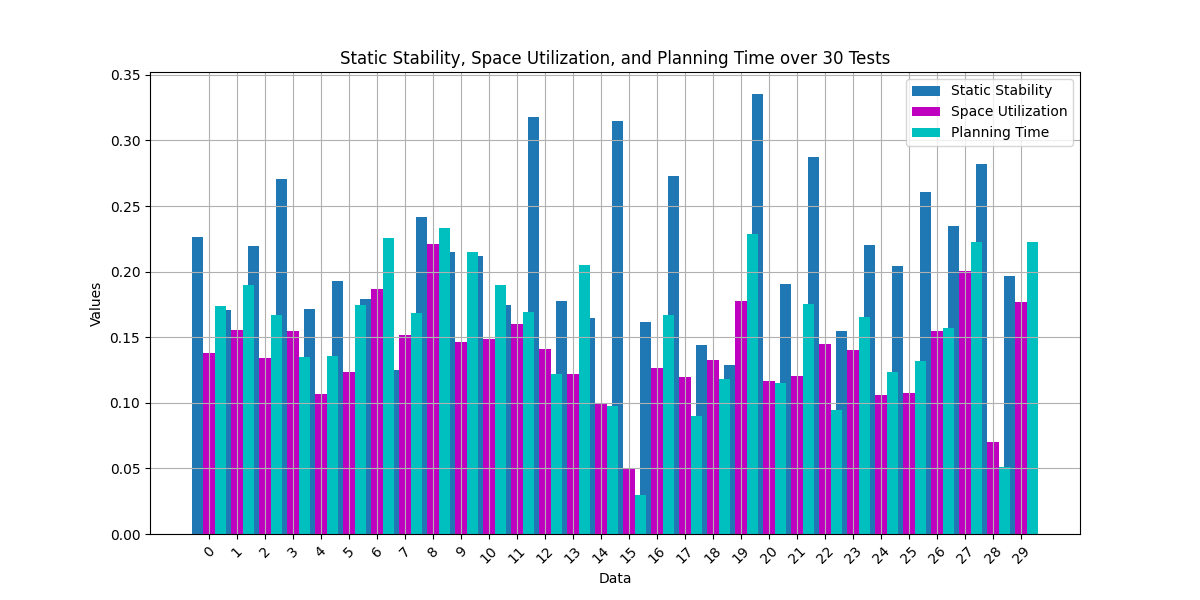 Static Stability, Space Utilization, and Planning Time over 30 Tests
Static Stability
Space Utilization
Planning Time
0.35
0.30
0.25
0.20
0.15
0.10
0.05
0.00
Values
0 1 2 3 4 5 6 7 8 9 10 11 12 13 14 15 16 17 18 19 20 21 22 23 24 25 26 27 28 29
Data